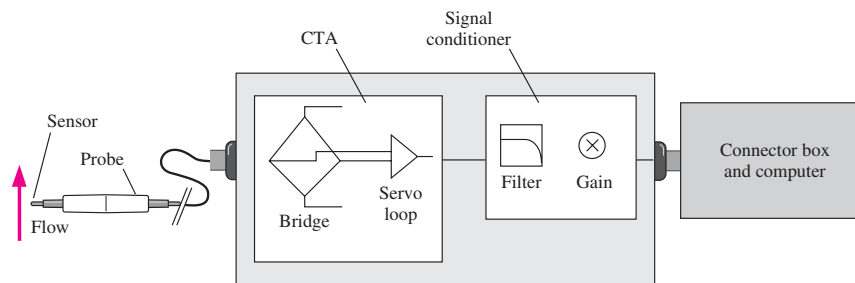 Signal
conditioner
CTA
Sensor
Probe
Flow
Bridge
Servo
loop
Filter
Gain
Connector box
and computer